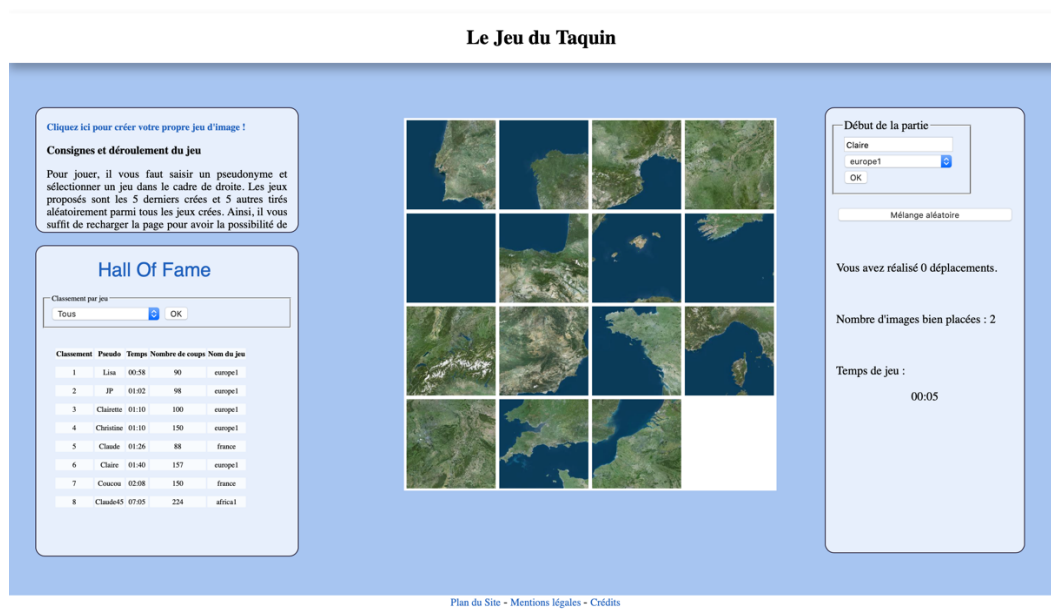 Le Jeu du Taquin
Cliquez ici pour créer votre propre jeu d'image !
Consignes et déroulement du jeu
Pour jouer, il vous faut saisir un pseudonyme et
sélectionner un jeu dans le cadre de droite. Les jeux
proposés sont les 5 derniers crées et 5 autres tirés
aléatoirement parmi tous les jeux crées. Ainsi, il vous
suffit de recharger la page pour avoir la possibilité de
Hall Of Fame
Classement par jeu
Tous OK
Classement Pseudo Temps Nombre de coups Nom du jeu
1 Lisa 00:58 90 europe1
2 JP 01:02 98 europe1
3 Clairette 01:10 100 europe1
4 Christine 01:10 150 europe1
5 Claude 01:26 88 france
6 Claire 01:40 157 europe1
7 Coucou 02:08 150 france
8 Claude45 07:05 224 africa1
Début de la partie
Claire
europe1
OK
Mélange aléatoire
Vous avez réalisé 0 déplacements.
Nombre d'images bien placées : 2
Temps de jeu :
00:05
Plan du Site - Mentions légales - Crédits